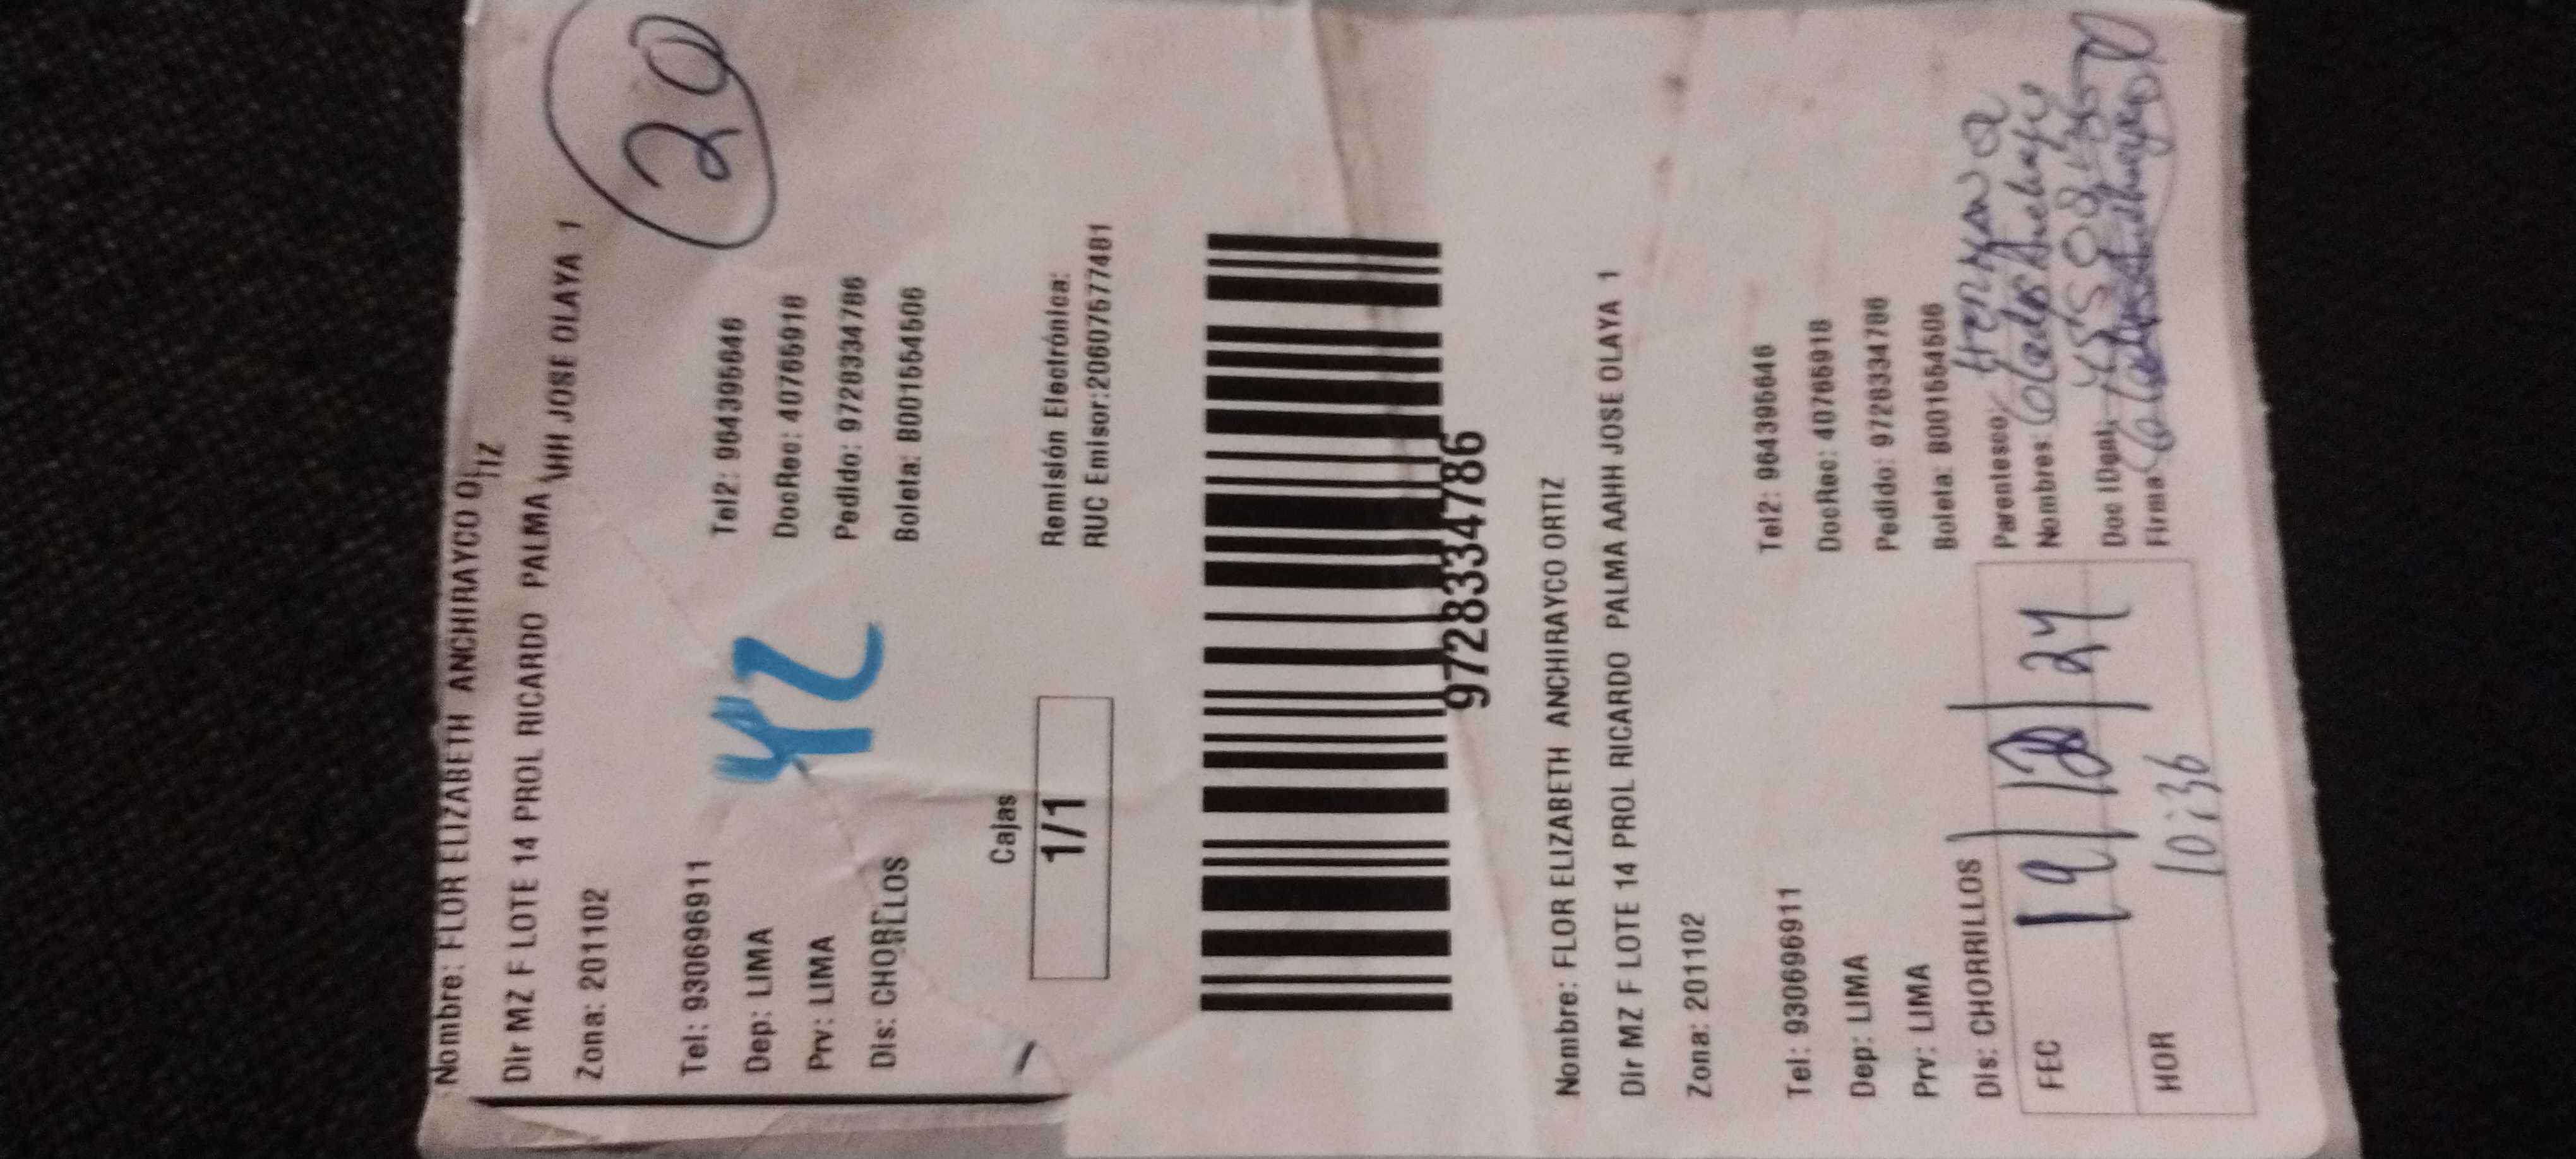 Nombre: FLOR ELIZABETH ANCHIRAYCO O TIZ
Dir MZ F LOTE 14 PROL RICARDO PALMA AHH JOSE OLAYA 1
20
Zona: 201102
Tel: 930696911 Tel2: 964395646
42
Dep: LIMA DocRec: 40765918
Prv: LIMA Pedido: 9728334786
Dis: CHORRILLOS Boleta: B001554506
Cajas
1/1
Remisión Electrónica:
RUC Emisor:20607577481
9728334786
Nombre: FLOR ELIZABETH ANCHIRAYCO ORTIZ
Dir MZ F LOTE 14 PROL RICARDO PALMA AAHH JOSE OLAYA 1
Zona: 201102
Tel: 930696911 Tel2: 964395646
Dep: LIMA DocRec: 40765918
Prv: LIMA Pedido: 9728334786
Dis: CHORRILLOS Boleta: B001554506
FEC 19/12/24
HOR 10:36
Parentesco: Hermana
Nombres:
Doc IDent:
Firma